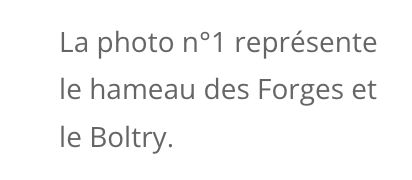 La photo n°1 représente
le hameau des Forges et
le Boltry.